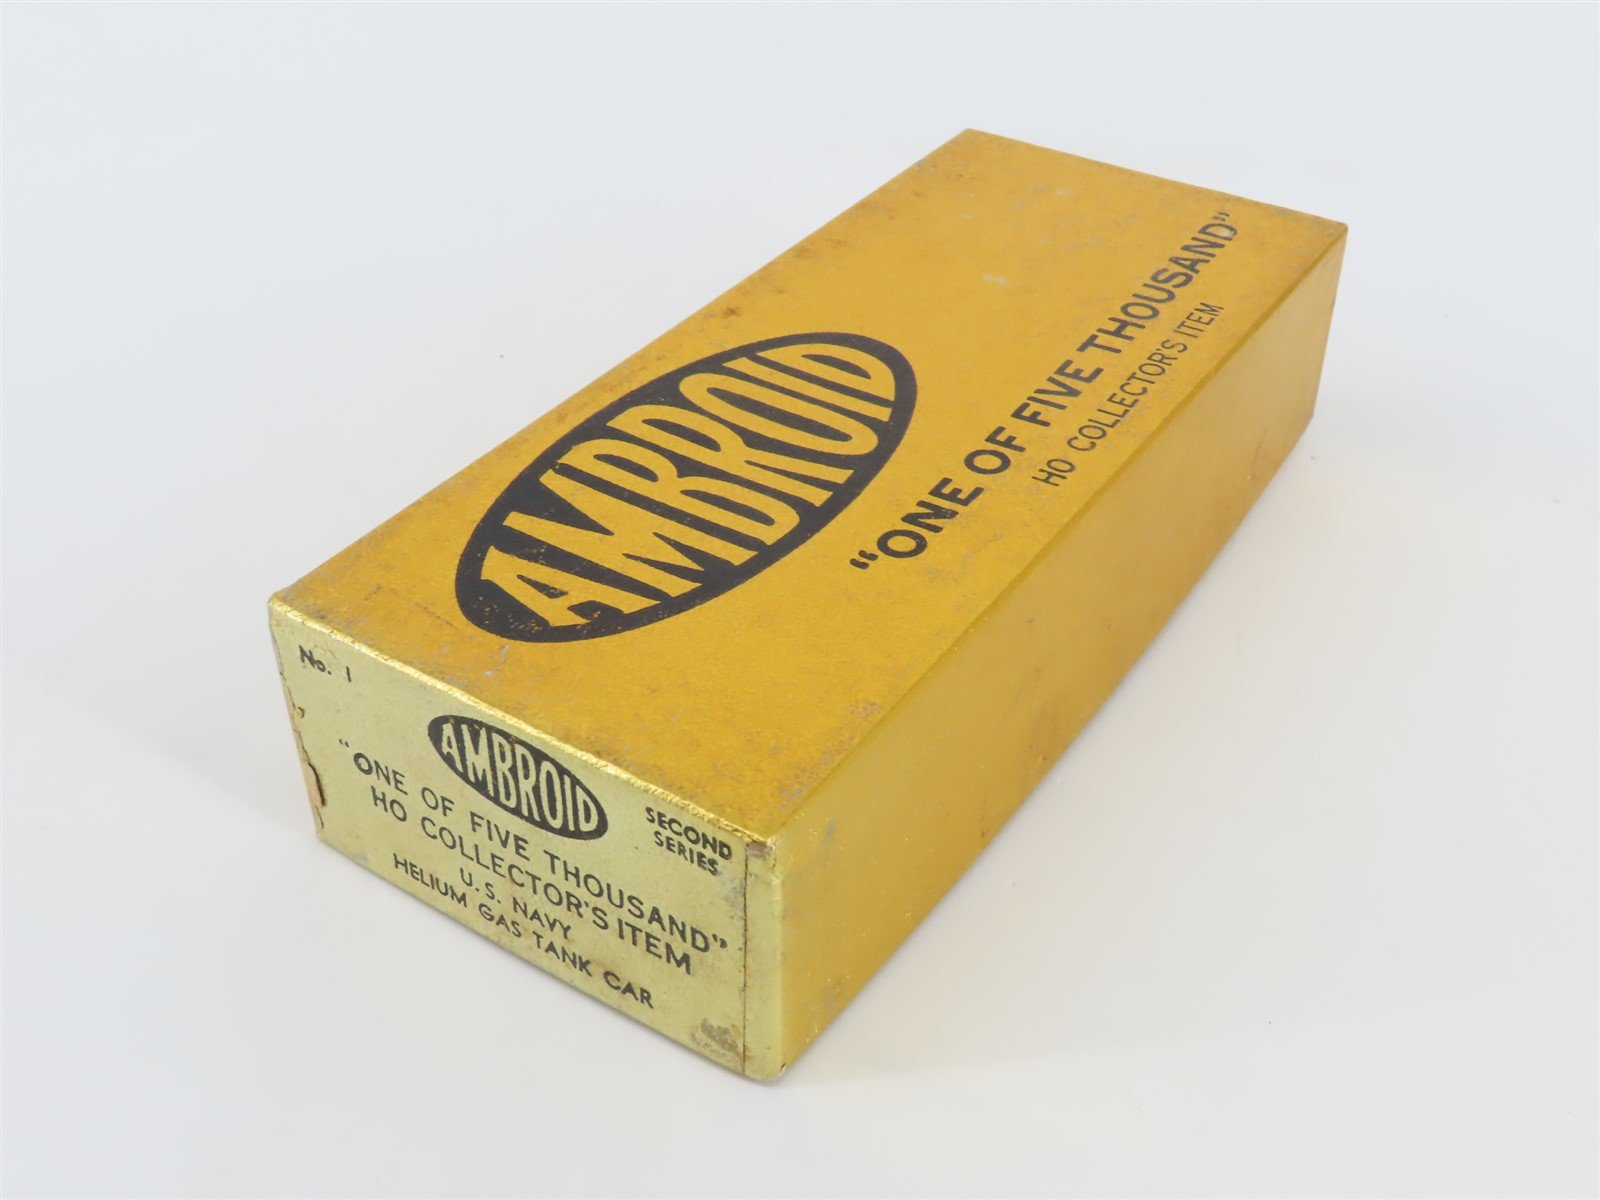 AMBROID
"ONE OF FIVE THOUSAND"
HO COLLECTOR'S ITEM
No. 1
AMBROID
SECOND
SERIES
"ONE OF FIVE THOUSAND"
HO COLLECTOR'S ITEM
U.S. NAVY
HELIUM GAS TANK CAR